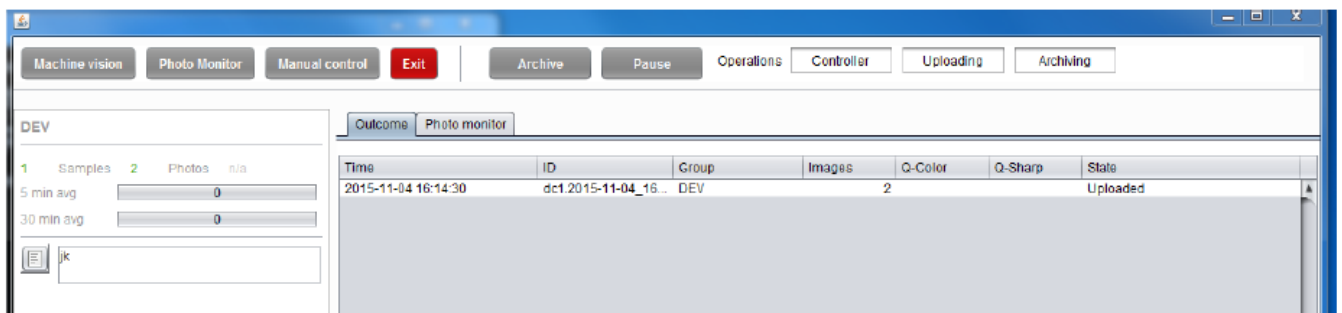 Machine vision Photo Monitor Manual control Exit Archive Pause Operations Controller Uploading Archiving
DEV
1 Samples 2 Photos n/a
5 min avg 0
30 min avg 0
jk
Outcome Photo monitor
Time ID Group Images Q-Color Q-Sharp State
2015-11-04 16:14:30 dc1.2015-11-04_16... DEV 2 Uploaded